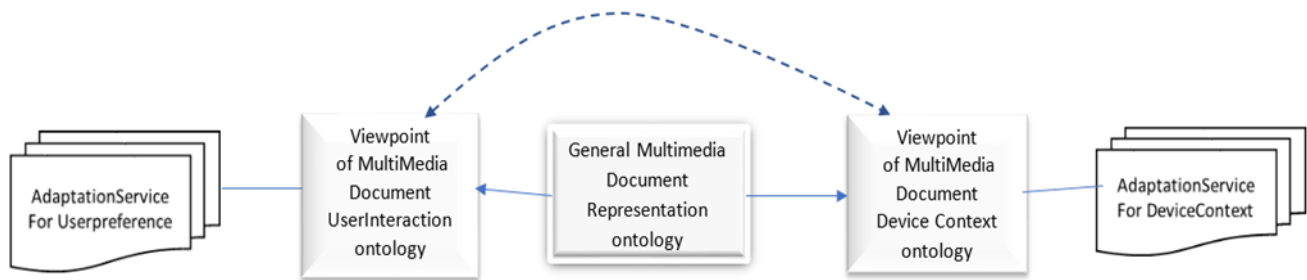 AdaptationService
For Userpreference
Viewpoint
of MultiMedia
Document
UserInteraction
ontology
General Multimedia
Document
Representation
ontology
Viewpoint
of MultiMedia
Document
Device Context
ontology
AdaptationService
For DeviceContext